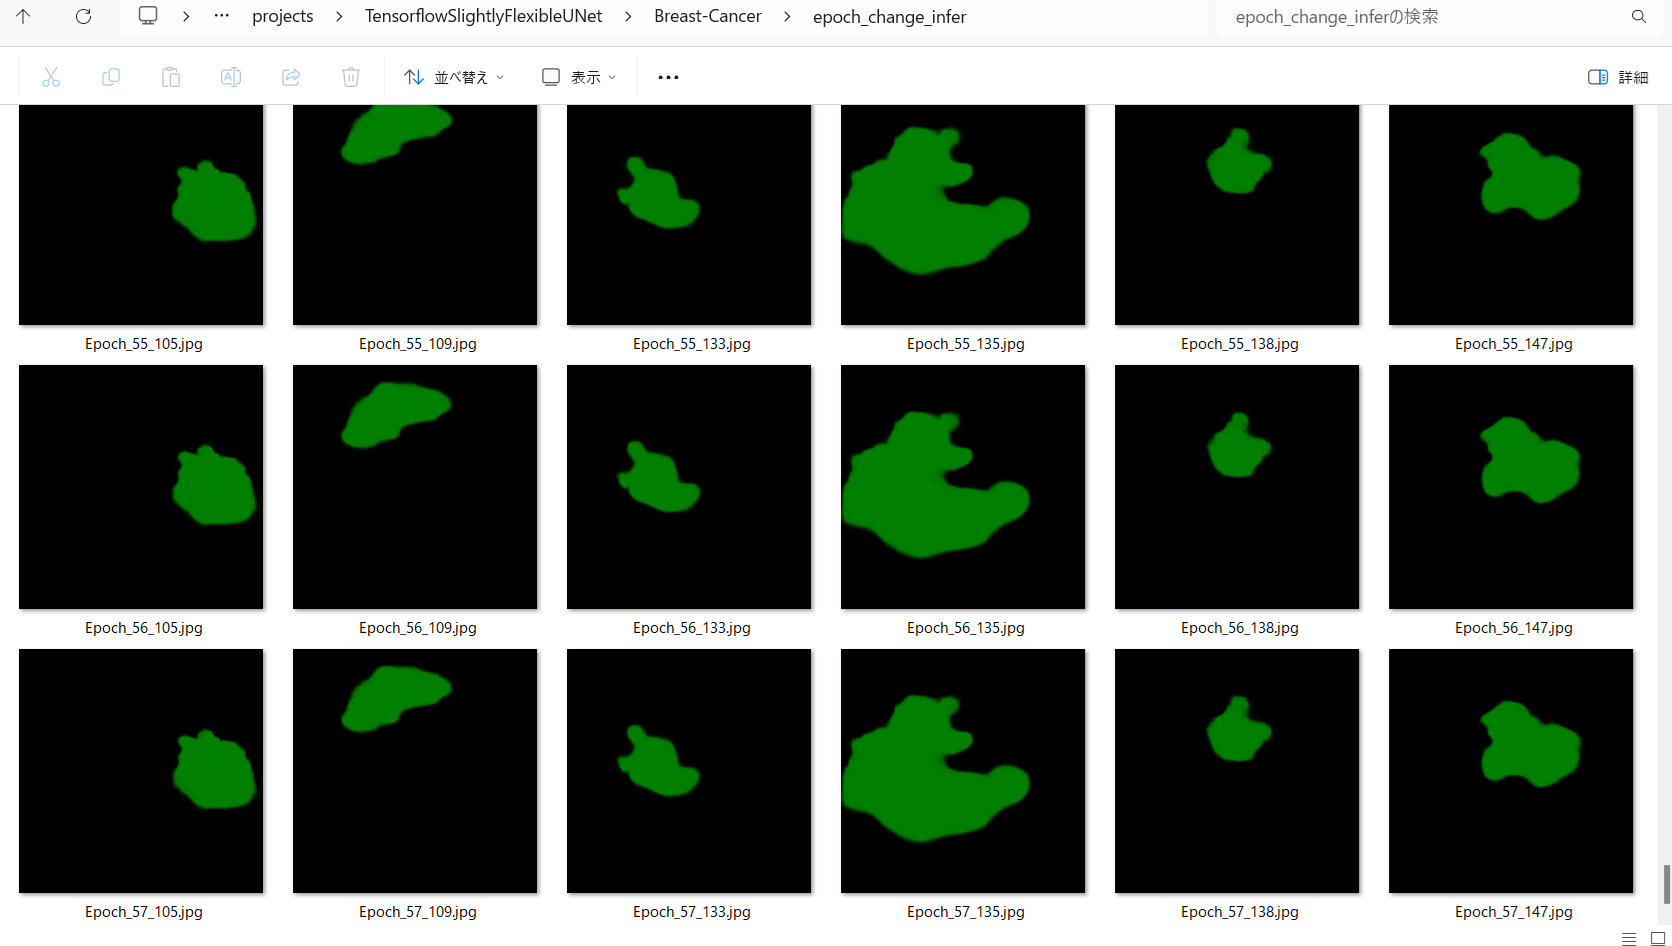 projects > TensorflowSlightlyFlexibleUNet > Breast-Cancer > epoch_change_infer
epoch_change_inferの検索
並べ替え
表示
詳細
Epoch_55_105.jpg
Epoch_55_109.jpg
Epoch_55_133.jpg
Epoch_55_135.jpg
Epoch_55_138.jpg
Epoch_55_147.jpg
Epoch_56_105.jpg
Epoch_56_109.jpg
Epoch_56_133.jpg
Epoch_56_135.jpg
Epoch_56_138.jpg
Epoch_56_147.jpg
Epoch_57_105.jpg
Epoch_57_109.jpg
Epoch_57_133.jpg
Epoch_57_135.jpg
Epoch_57_138.jpg
Epoch_57_147.jpg